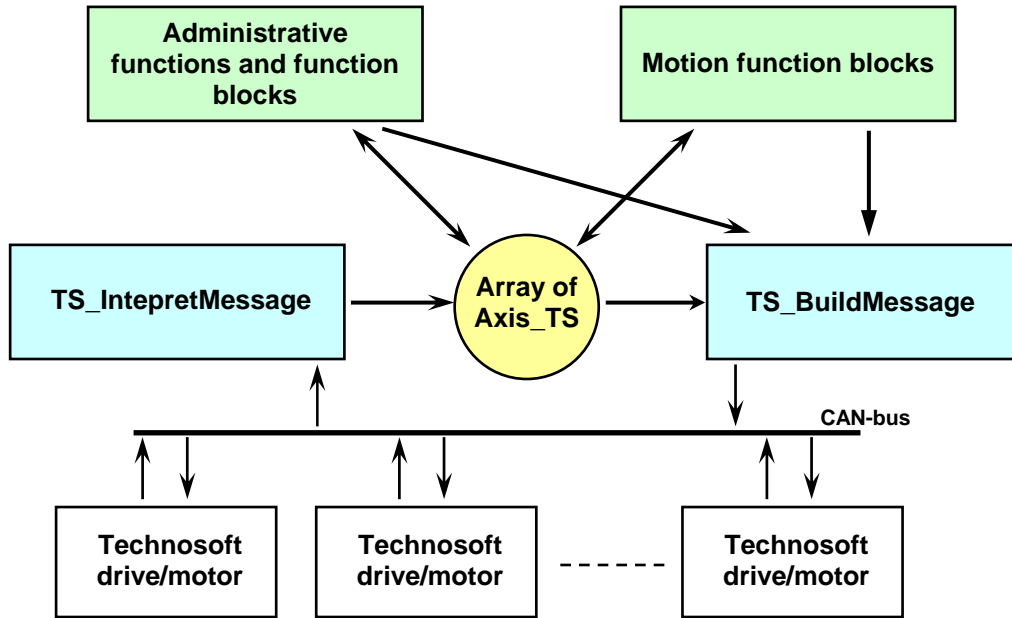 Administrative
functions and function
blocks
Motion function blocks
TS_IntepretMessage
Array of
Axis_TS
TS_BuildMessage
CAN-bus
Technosoft
drive/motor
Technosoft
drive/motor
Technosoft
drive/motor